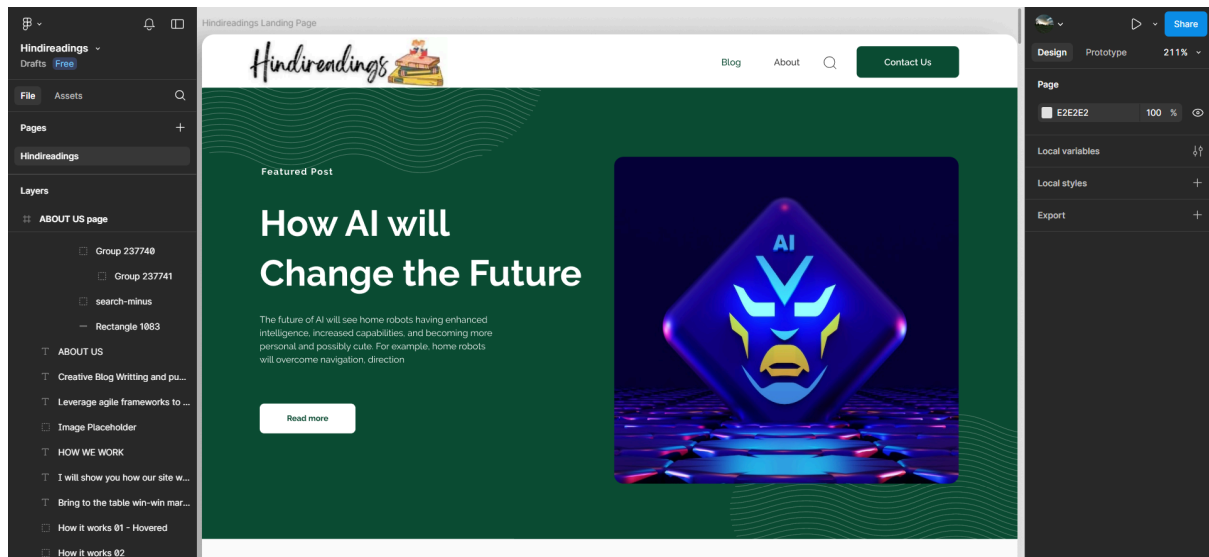 Hindireadings
Drafts Free
File Assets
Pages
Hindireadings
Layers
ABOUT US page
Group 237740
Group 237741
search-minus
Rectangle 1083
ABOUT US
Creative Blog Writting and pu...
Leverage agile frameworks to ...
Image Placeholder
HOW WE WORK
I will show you how our site w...
Bring to the table win-win mar...
How it works 01 - Hovered
How it works 02
Hindireadings Landing Page
Hindireadings
Blog About Contact Us
Featured Post
How AI will
Change the Future
The future of AI will see home robots having enhanced
intelligence, increased capabilities, and becoming more
personal and possibly cute. For example, home robots
will overcome navigation, direction
Read more
AI
Share
Design Prototype 211%
Page
E2E2E2 100 %
Local variables
Local styles
Export